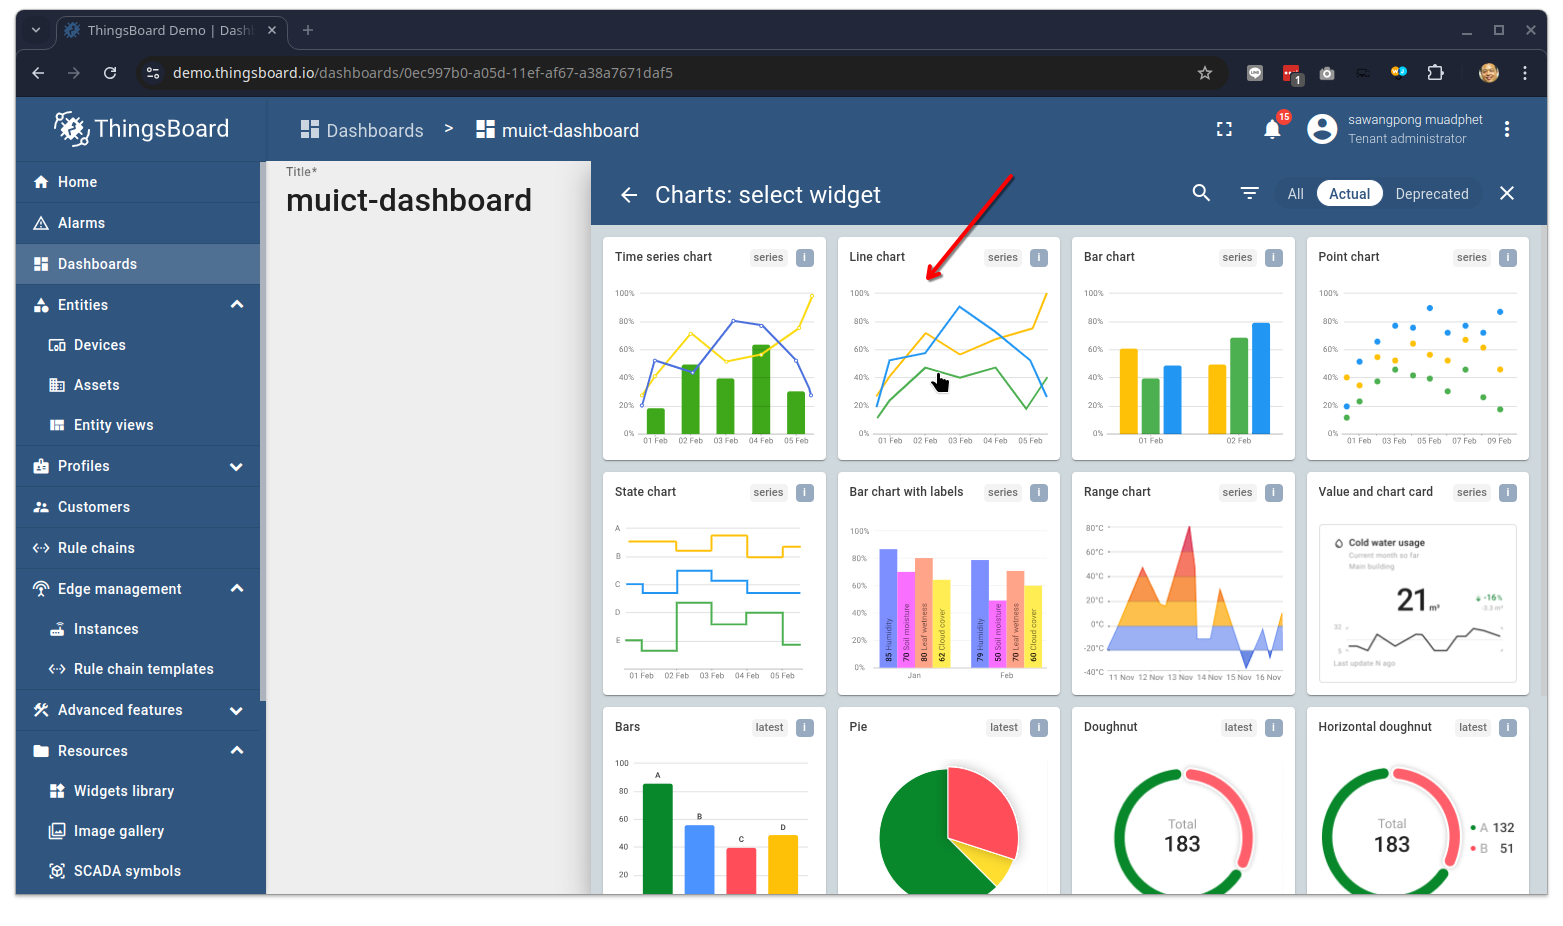 ThingsBoard Demo | Dash
demo.thingsboard.io/dashboards/0ec997b0-a05d-11ef-af67-a38a7671daf5
1
ThingsBoard
Dashboards > muict-dashboard
15
sawangpong muadphet
Tenant administrator
Home
Alarms
Dashboards
Entities
Devices
Assets
Entity views
Profiles
Customers
Rule chains
Edge management
Instances
Rule chain templates
Advanced features
Resources
Widgets library
Image gallery
SCADA symbols
Title*
muict-dashboard
Charts: select widget
All Actual Deprecated
Time series chart series i
100%
80%
60%
40%
20%
0%
01 Feb 02 Feb 03 Feb 04 Feb 05 Feb
Line chart series i
100%
80%
60%
40%
20%
0%
01 Feb 02 Feb 03 Feb 04 Feb 05 Feb
Bar chart series i
100%
80%
60%
40%
20%
0%
01 Feb 02 Feb
Point chart series i
100%
80%
60%
40%
20%
0%
01 Feb 03 Feb 05 Feb 07 Feb 09 Feb
State chart series i
A
B
C
D
E
01 Feb 02 Feb 03 Feb 04 Feb 05 Feb
Bar chart with labels series i
100%
80%
60%
40%
20%
0%
85 Humidity
70 Soil moisture
80 Leaf wetness
62 Cloud cover
79 Humidity
50 Soil moisture
70 Leaf wetness
60 Cloud cover
Jan Feb
Range chart series i
80°C
60°C
40°C
20°C
0°C
-20°C
-40°C
11 Nov 12 Nov 13 Nov 14 Nov 15 Nov 16 Nov
Value and chart card series i
Cold water usage
Current month so far
Main building
21 m³
-16%
-3.3 m³
32
5
Last update N ago
Bars latest i
100
80
60
40
20
A
B
C
D
Pie latest i
Doughnut latest i
Total
183
Horizontal doughnut latest i
Total
183
A 132
B 51